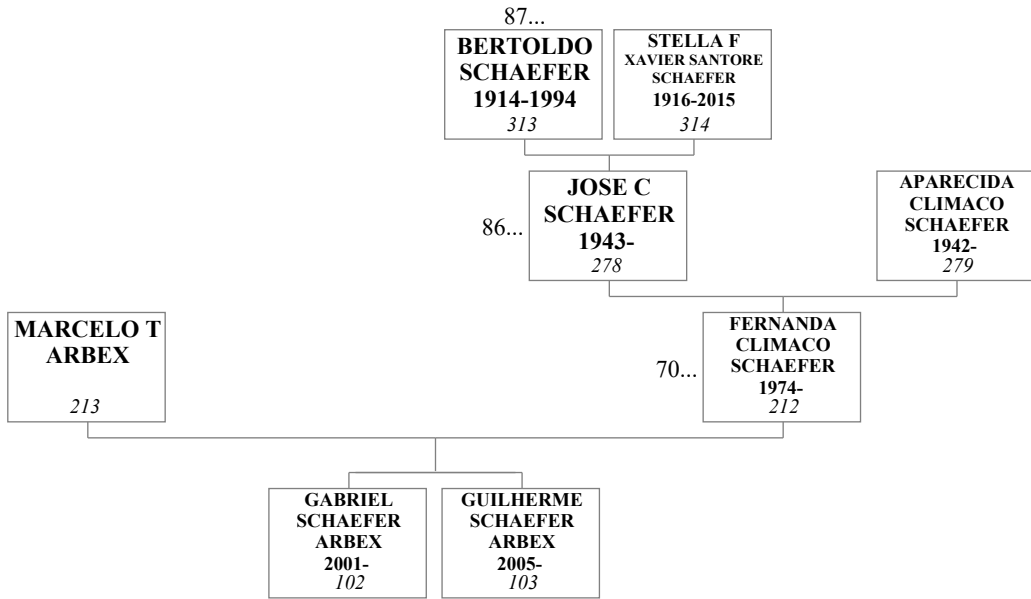 87...
BERTOLDO
SCHAEFER
1914-1994
313
STELLA F
XAVIER SANTORE
SCHAEFER
1916-2015
314
86...
JOSE C
SCHAEFER
1943-
278
APARECIDA
CLIMACO
SCHAEFER
1942-
279
MARCELO T
ARBEX
213
70...
FERNANDA
CLIMACO
SCHAEFER
1974-
212
GABRIEL
SCHAEFER
ARBEX
2001-
102
GUILHERME
SCHAEFER
ARBEX
2005-
103